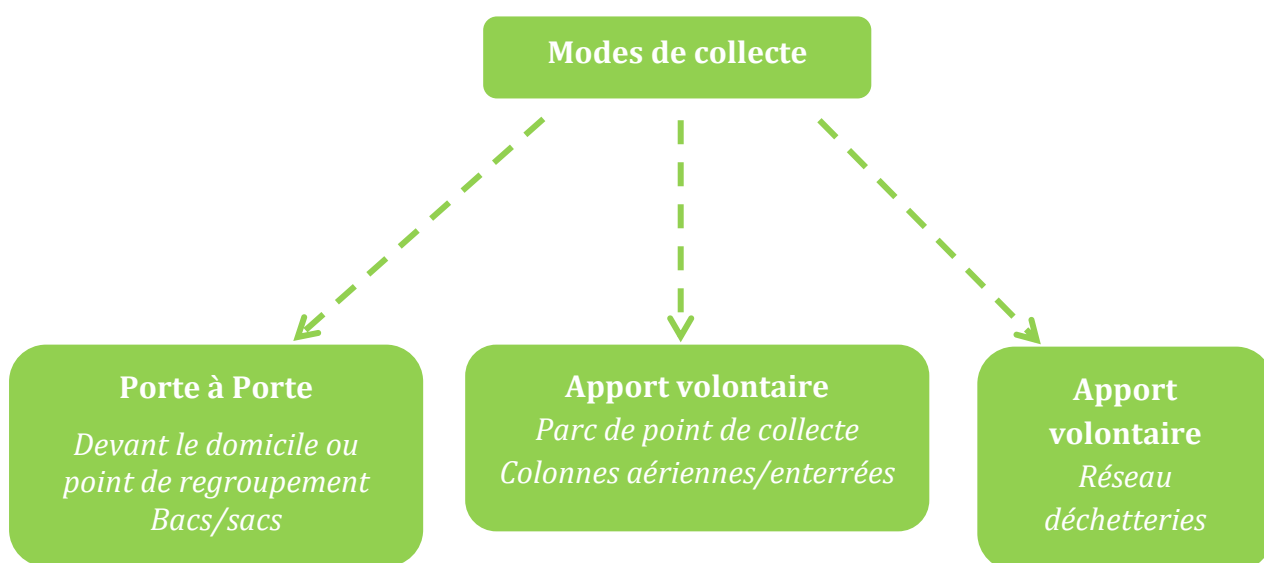 Modes de collecte
Porte à Porte
Devant le domicile ou
point de regroupement
Bacs/sacs
Apport volontaire
Parc de point de collecte
Colonnes aériennes/enterrées
Apport
volontaire
Réseau
déchetteries